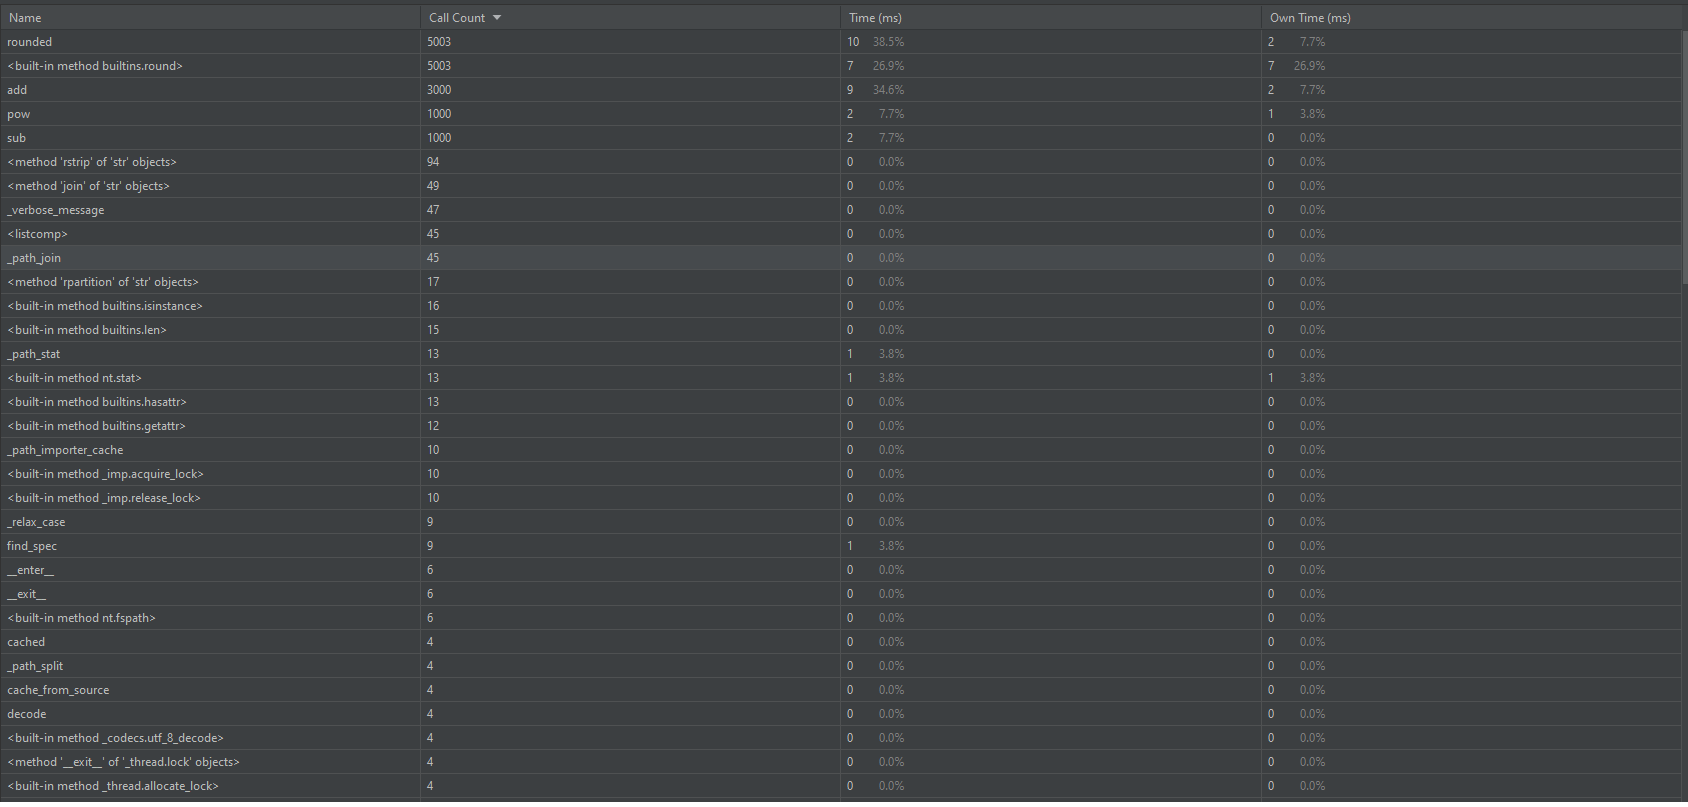 Name Call Count Time (ms) Own Time (ms)
rounded 5003 10 38.5% 2 7.7%
<built-in method builtins.round> 5003 7 26.9% 7 26.9%
add 3000 9 34.6% 2 7.7%
pow 1000 2 7.7% 1 3.8%
sub 1000 2 7.7% 0 0.0%
<method 'rstrip' of 'str' objects> 94 0 0.0% 0 0.0%
<method 'join' of 'str' objects> 49 0 0.0% 0 0.0%
_verbose_message 47 0 0.0% 0 0.0%
<listcomp> 45 0 0.0% 0 0.0%
_path_join 45 0 0.0% 0 0.0%
<method 'rpartition' of 'str' objects> 17 0 0.0% 0 0.0%
<built-in method builtins.isinstance> 16 0 0.0% 0 0.0%
<built-in method builtins.len> 15 0 0.0% 0 0.0%
_path_stat 13 1 3.8% 0 0.0%
<built-in method nt.stat> 13 1 3.8% 1 3.8%
<built-in method builtins.hasattr> 13 0 0.0% 0 0.0%
<built-in method builtins.getattr> 12 0 0.0% 0 0.0%
_path_importer_cache 10 0 0.0% 0 0.0%
<built-in method _imp.acquire_lock> 10 0 0.0% 0 0.0%
<built-in method _imp.release_lock> 10 0 0.0% 0 0.0%
_relax_case 9 0 0.0% 0 0.0%
find_spec 9 1 3.8% 0 0.0%
__enter__ 6 0 0.0% 0 0.0%
__exit__ 6 0 0.0% 0 0.0%
<built-in method nt.fspath> 6 0 0.0% 0 0.0%
cached 4 0 0.0% 0 0.0%
_path_split 4 0 0.0% 0 0.0%
cache_from_source 4 0 0.0% 0 0.0%
decode 4 0 0.0% 0 0.0%
<built-in method _codecs.utf_8_decode> 4 0 0.0% 0 0.0%
<method '__exit__' of '_thread.lock' objects> 4 0 0.0% 0 0.0%
<built-in method _thread.allocate_lock> 4 0 0.0% 0 0.0%